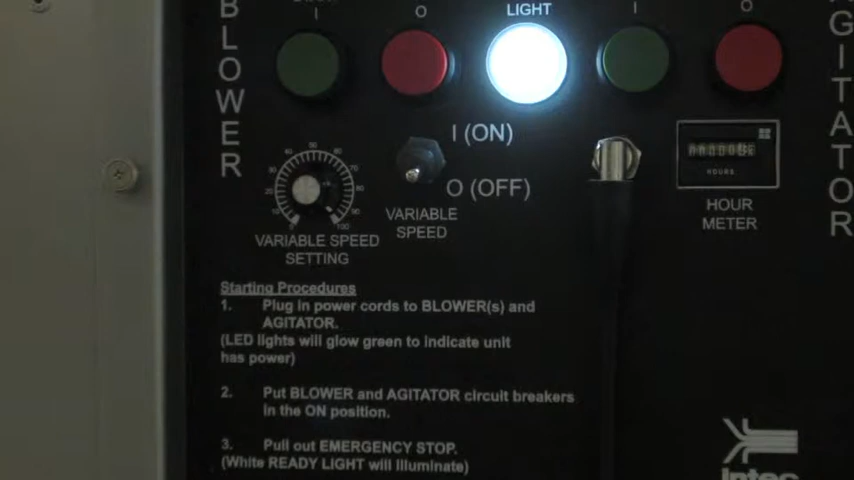 BLOWER
I
O
LIGHT
I
O
AGITATOR
I (ON)
O (OFF)
VARIABLE SPEED
SETTING
VARIABLE
SPEED
HOURS
HOUR
METER
Starting Procedures
1. Plug in power cords to BLOWER(s) and
AGITATOR.
(LED lights will glow green to indicate unit
has power)
2. Put BLOWER and AGITATOR circuit breakers
in the ON position.
3. Pull out EMERGENCY STOP.
(White READY LIGHT will illuminate)
Intec